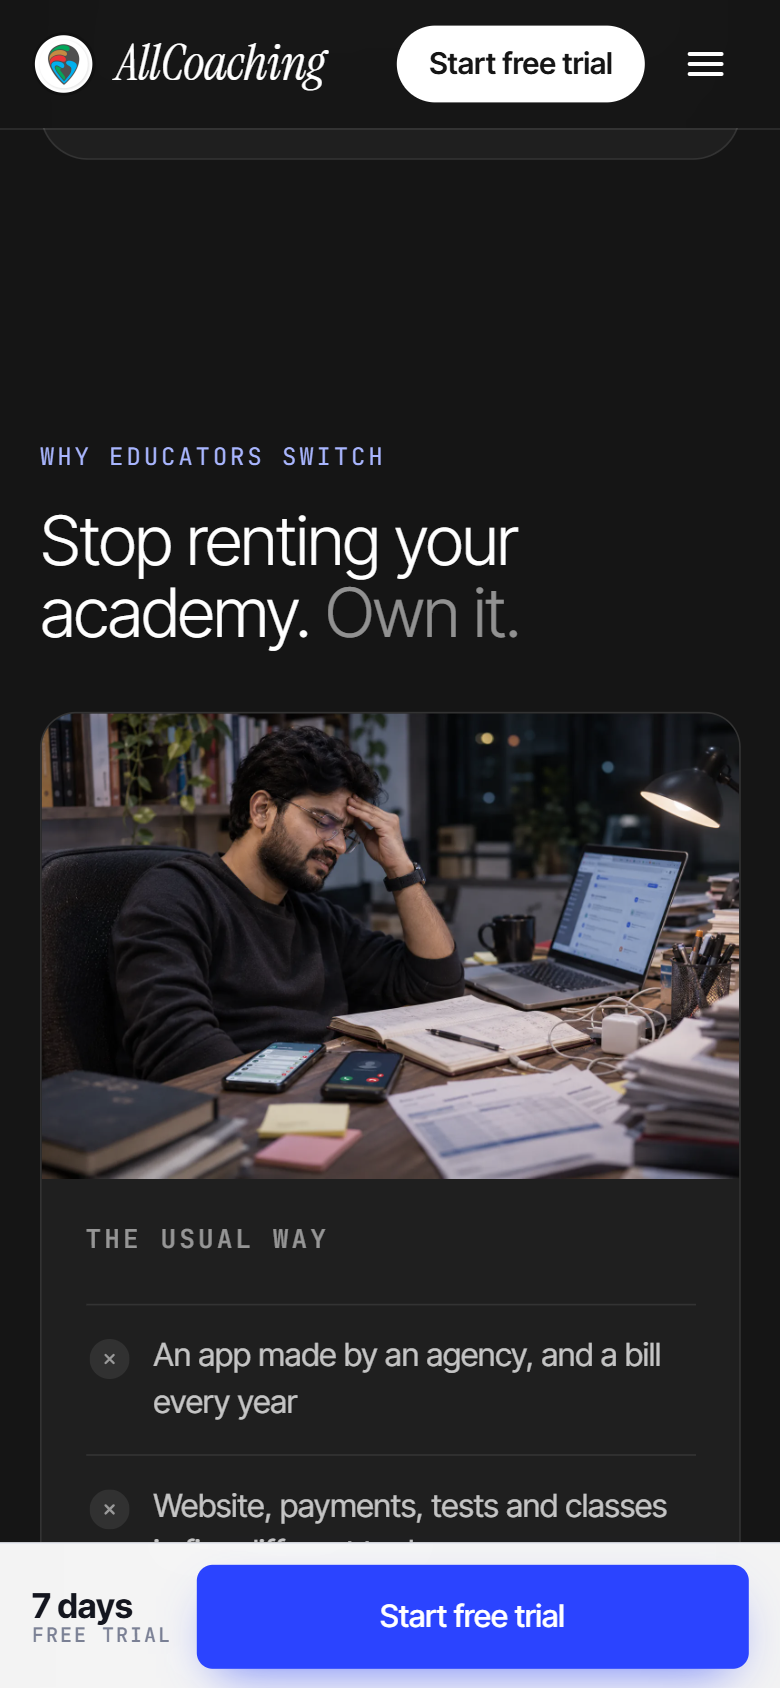 AllCoaching
Start free trial
WHY EDUCATORS SWITCH
Stop renting your
academy. Own it.
THE USUAL WAY
An app made by an agency, and a bill
every year
Website, payments, tests and classes
7 days
FREE TRIAL
Start free trial